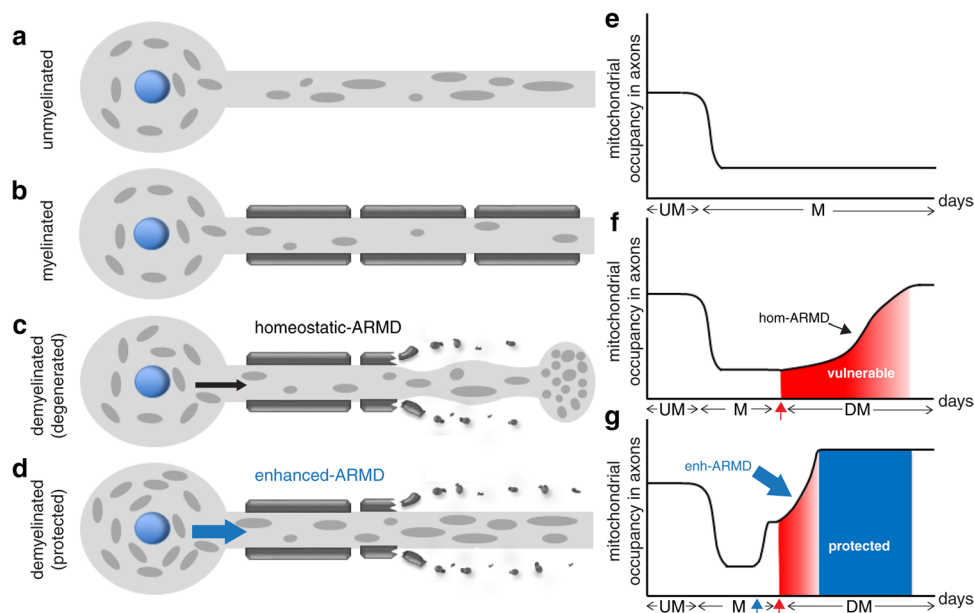 a
unmyelinated
b
myelinated
c
demyelinated
(degenerated)
homeostatic-ARMD
d
demyelinated
(protected)
enhanced-ARMD
e
mitochondrial
occupancy in axons
UM
M
days
f
mitochondrial
occupancy in axons
hom-ARMD
vulnerable
UM
M
DM
days
g
mitochondrial
occupancy in axons
enh-ARMD
protected
UM
M
DM
days